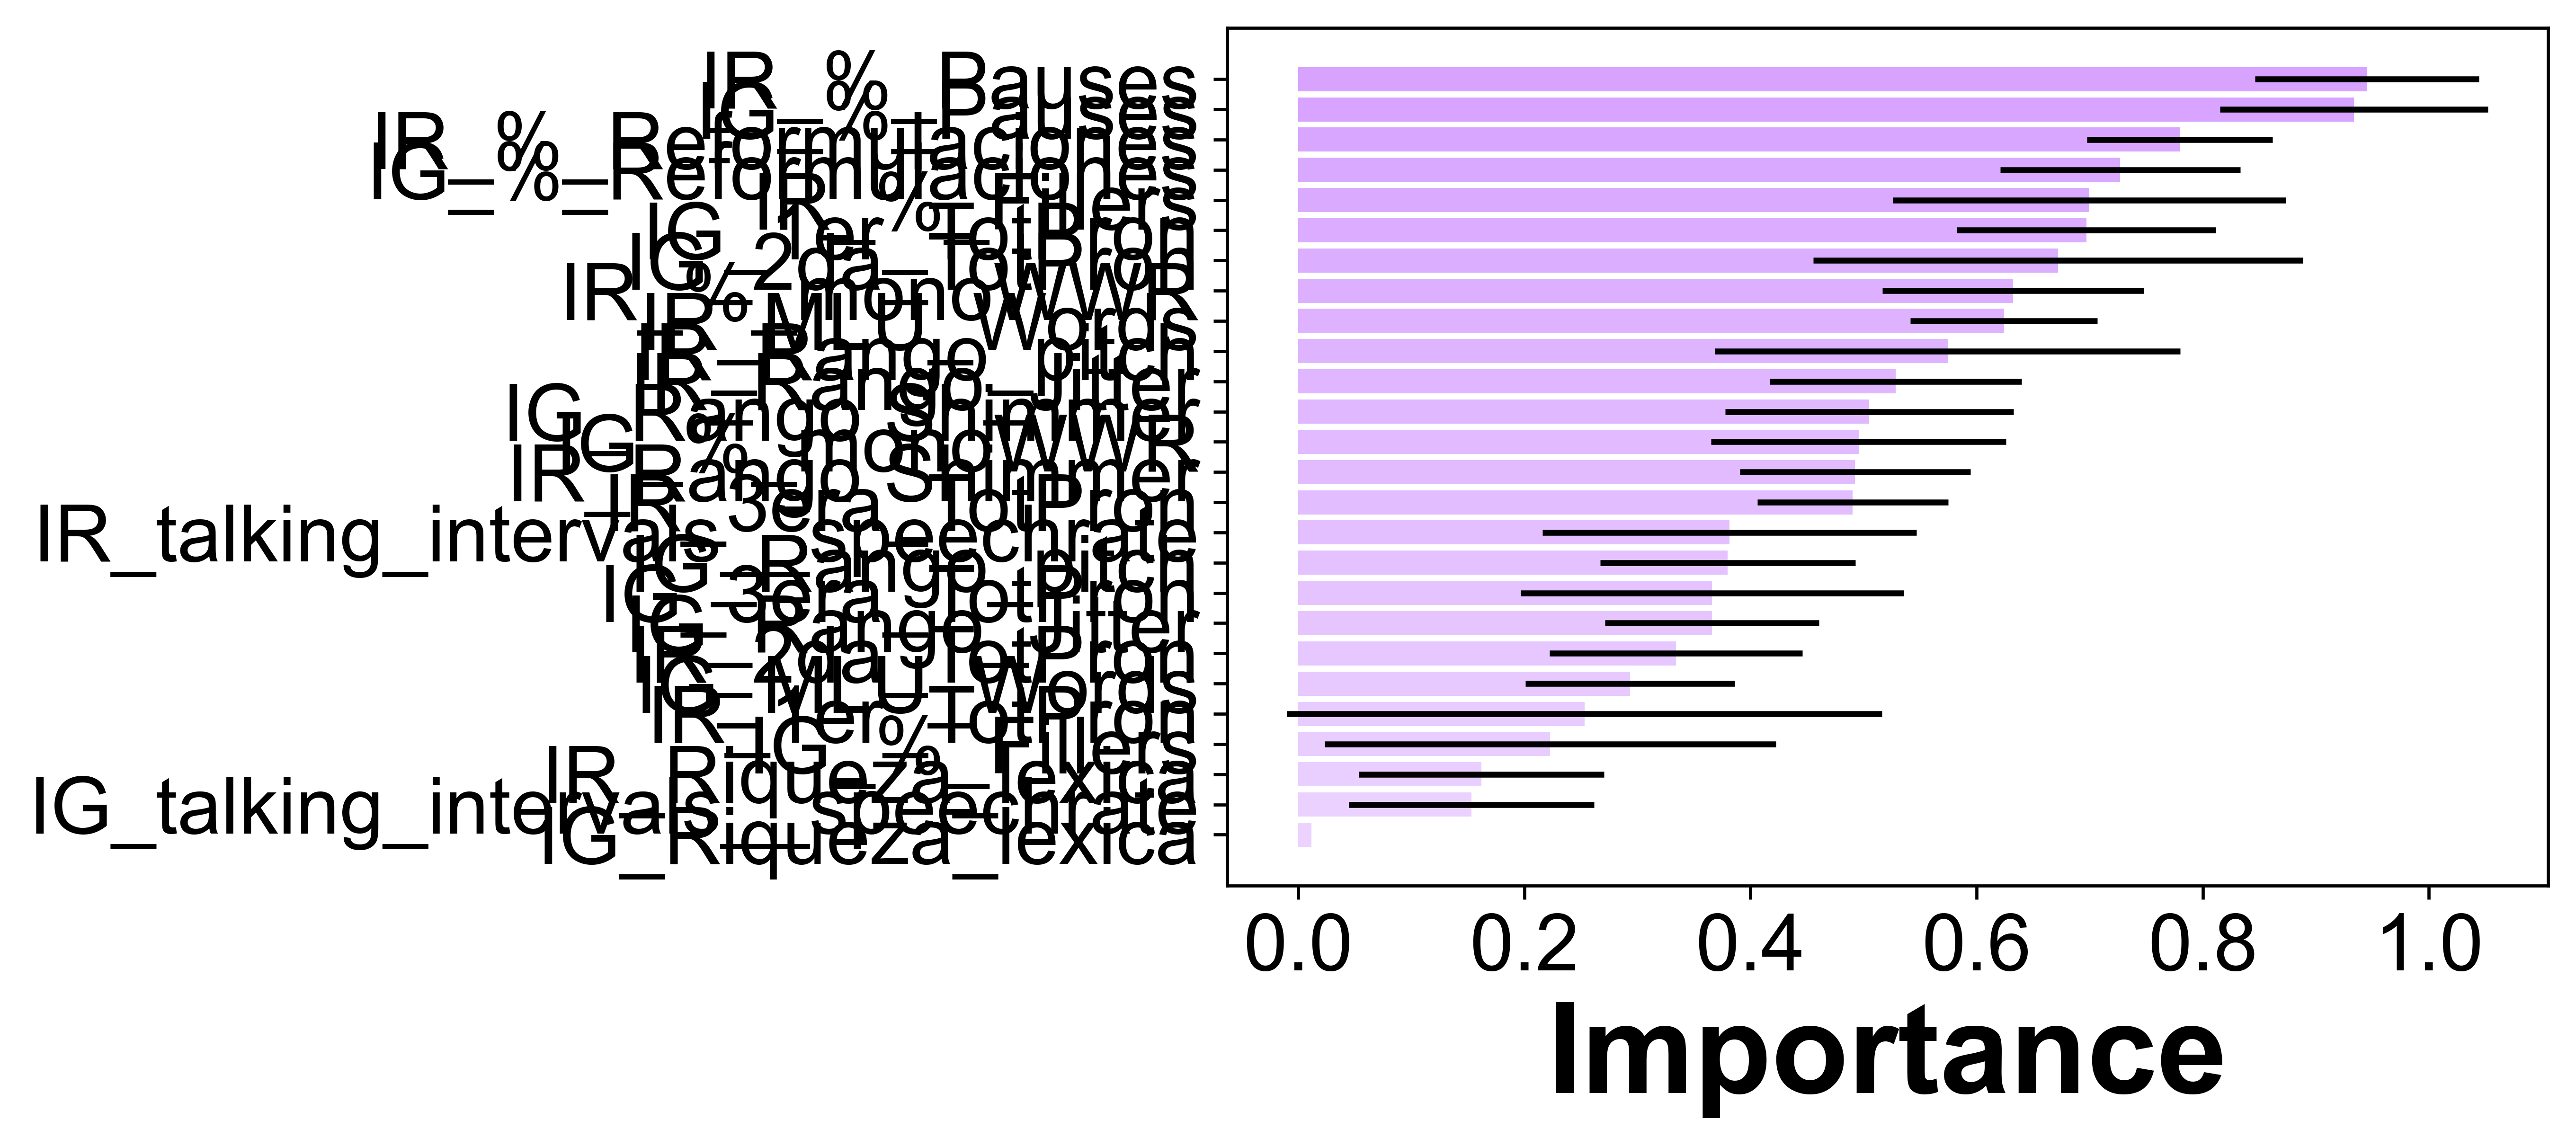 IR_%_Pauses
IG_%_Pauses
IR_%_Reformulaciones
IG_%_Reformulaciones
IR_%_Fillers
IG_1er_TotPron
IG_2da_TotPron
IR_%_monoWWR
IR_MLU_Words
IR_Rango_pitch
IR_Rango_Jitter
IG_Rango_Shimmer
IG_%_monoWWR
IR_Rango_Shimmer
IR_3era_TotPron
IR_talking_intervals_speechrate
IG_Rango_pitch
IG_3era_TotPron
IG_Rango_Jitter
IR_2da_TotPron
IG_MLU_Words
IR_1er_TotPron
IG_%_Fillers
IR_Riqueza_lexica
IG_talking_intervals_speechrate
IG_Riqueza_lexica
0.0 0.2 0.4 0.6 0.8 1.0
Importance